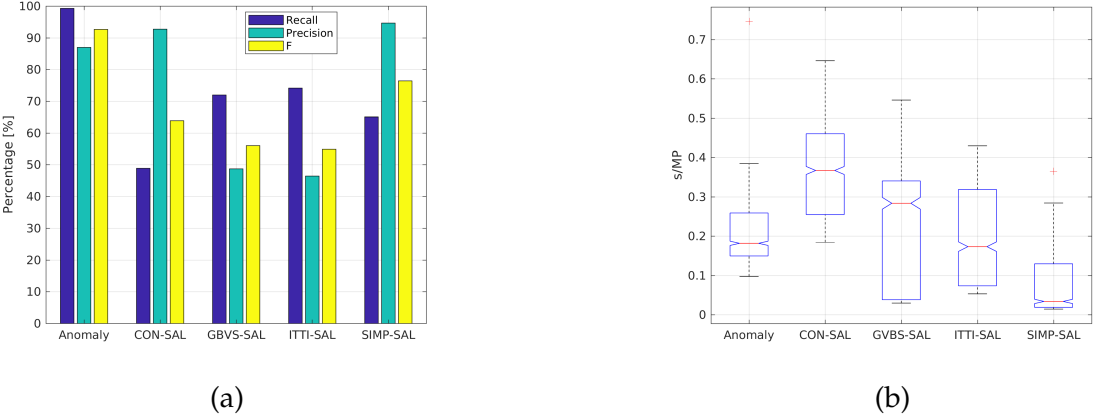 100
90
80
70
60
50
40
30
20
10
0
Percentage [%]
Recall
Precision
F
Anomaly CON-SAL GBVS-SAL ITTI-SAL SIMP-SAL
(a)
0.7
0.6
0.5
0.4
0.3
0.2
0.1
0
s/MP
Anomaly CON-SAL GVBS-SAL ITTI-SAL SIMP-SAL
(b)